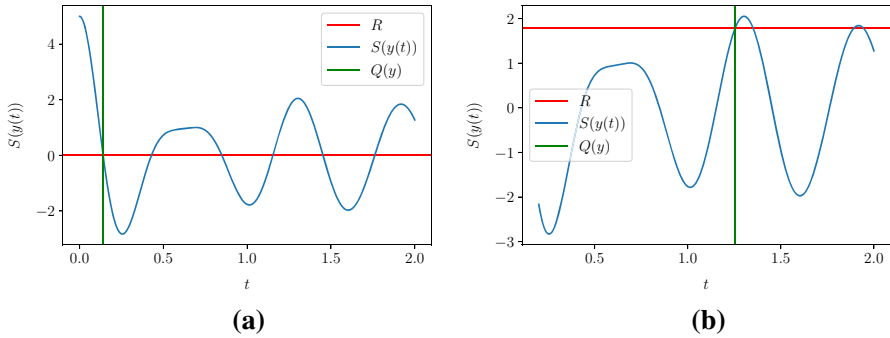 R
S(y(t))
Q(y)
S(y(t))
4
2
0
−2
0.0 0.5 1.0 1.5 2.0
t
(a)
R
S(y(t))
Q(y)
S(y(t))
2
1
0
−1
−2
−3
0.5 1.0 1.5 2.0
t
(b)